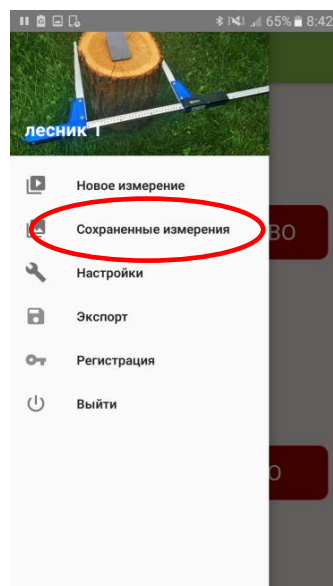 65% 8:42
лесник 1
Новое измерение
Сохраненные измерения
ВО
Настройки
Экспорт
Регистрация
Выйти
О